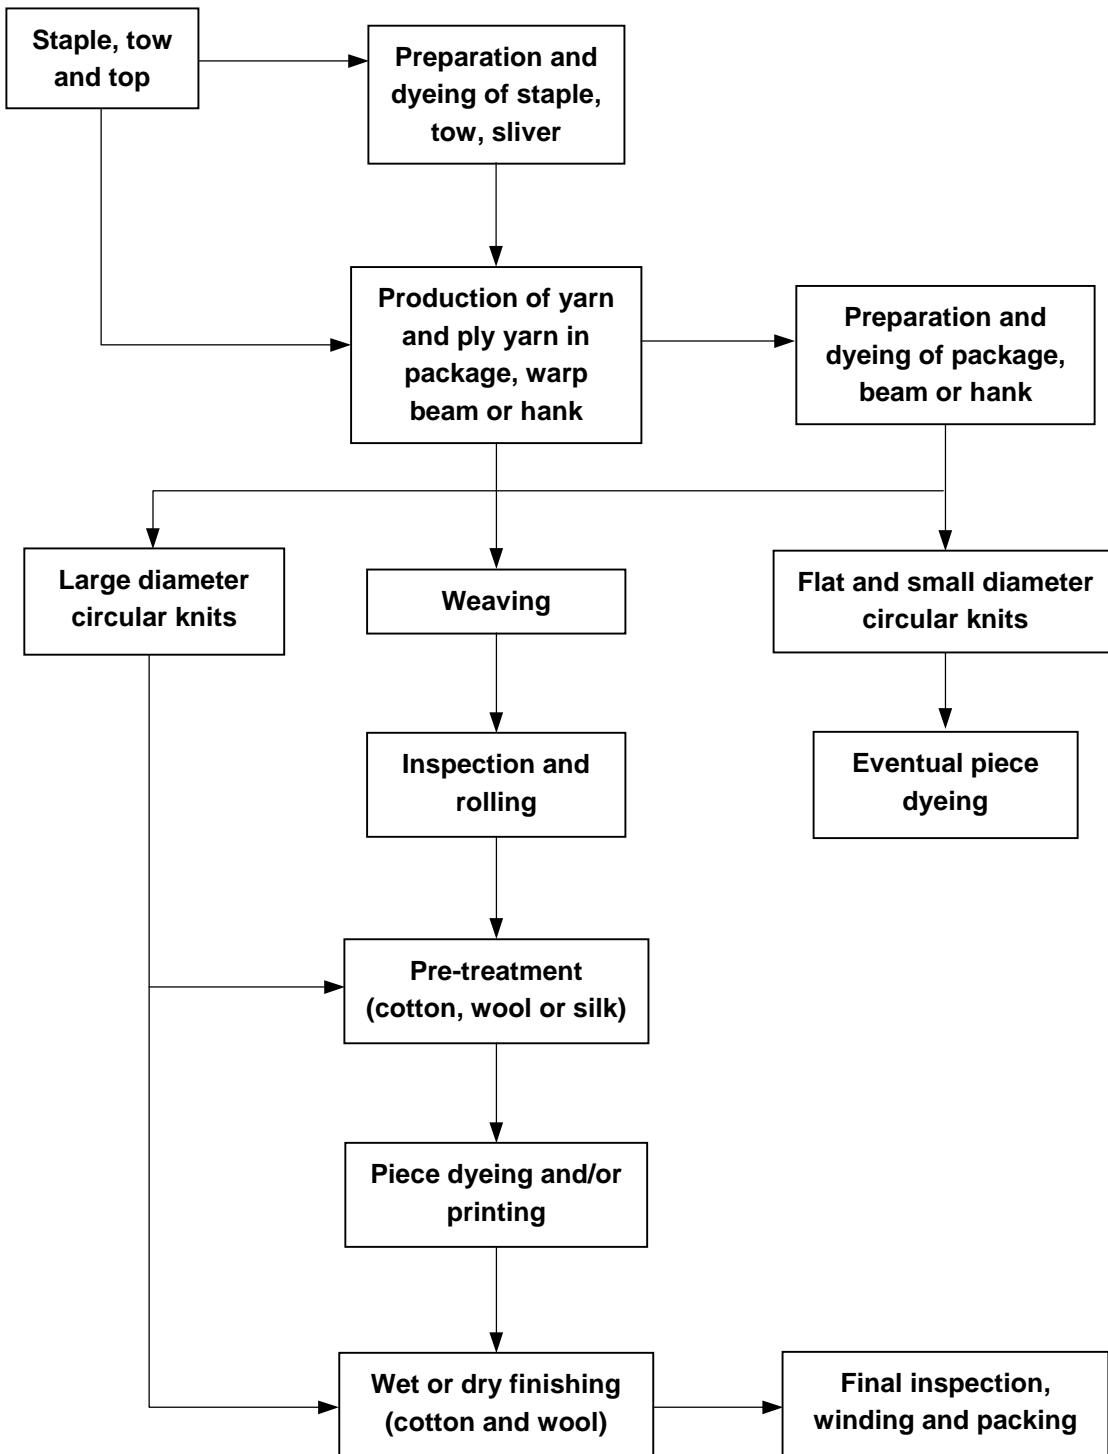 Staple, tow
and top
Preparation and
dyeing of staple,
tow, sliver
Production of yarn
and ply yarn in
package, warp
beam or hank
Preparation and
dyeing of package,
beam or hank
Large diameter
circular knits
Weaving
Flat and small diameter
circular knits
Inspection and
rolling
Eventual piece
dyeing
Pre-treatment
(cotton, wool or silk)
Piece dyeing and/or
printing
Wet or dry finishing
(cotton and wool)
Final inspection,
winding and packing